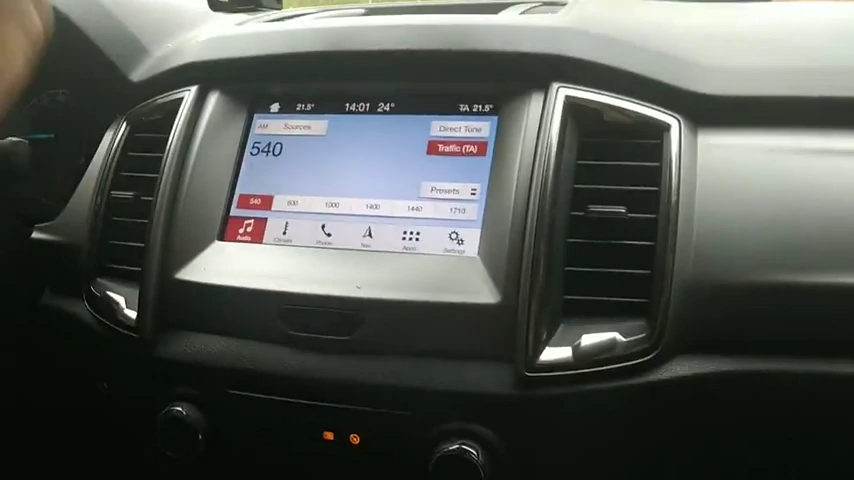 21.5° 14:01 24° TA 21.5°
AM Sources Direct Tune
540 Traffic (TA)
Presets
540 600 1000 1400 1440 1710
Audio Climate Phone Nav Apps Settings